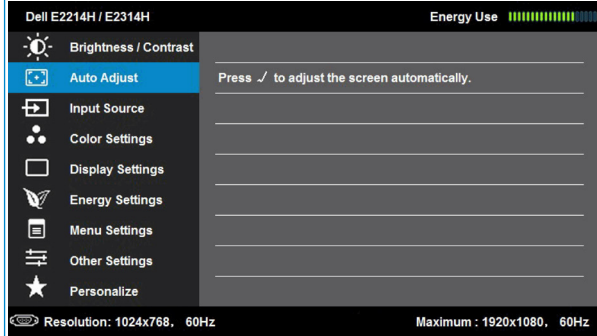 Dell E2214H / E2314H Energy Use
Brightness / Contrast
Auto Adjust Press ✓ to adjust the screen automatically.
Input Source
Color Settings
Display Settings
Energy Settings
Menu Settings
Other Settings
Personalize
Resolution: 1024x768, 60Hz Maximum : 1920x1080, 60Hz